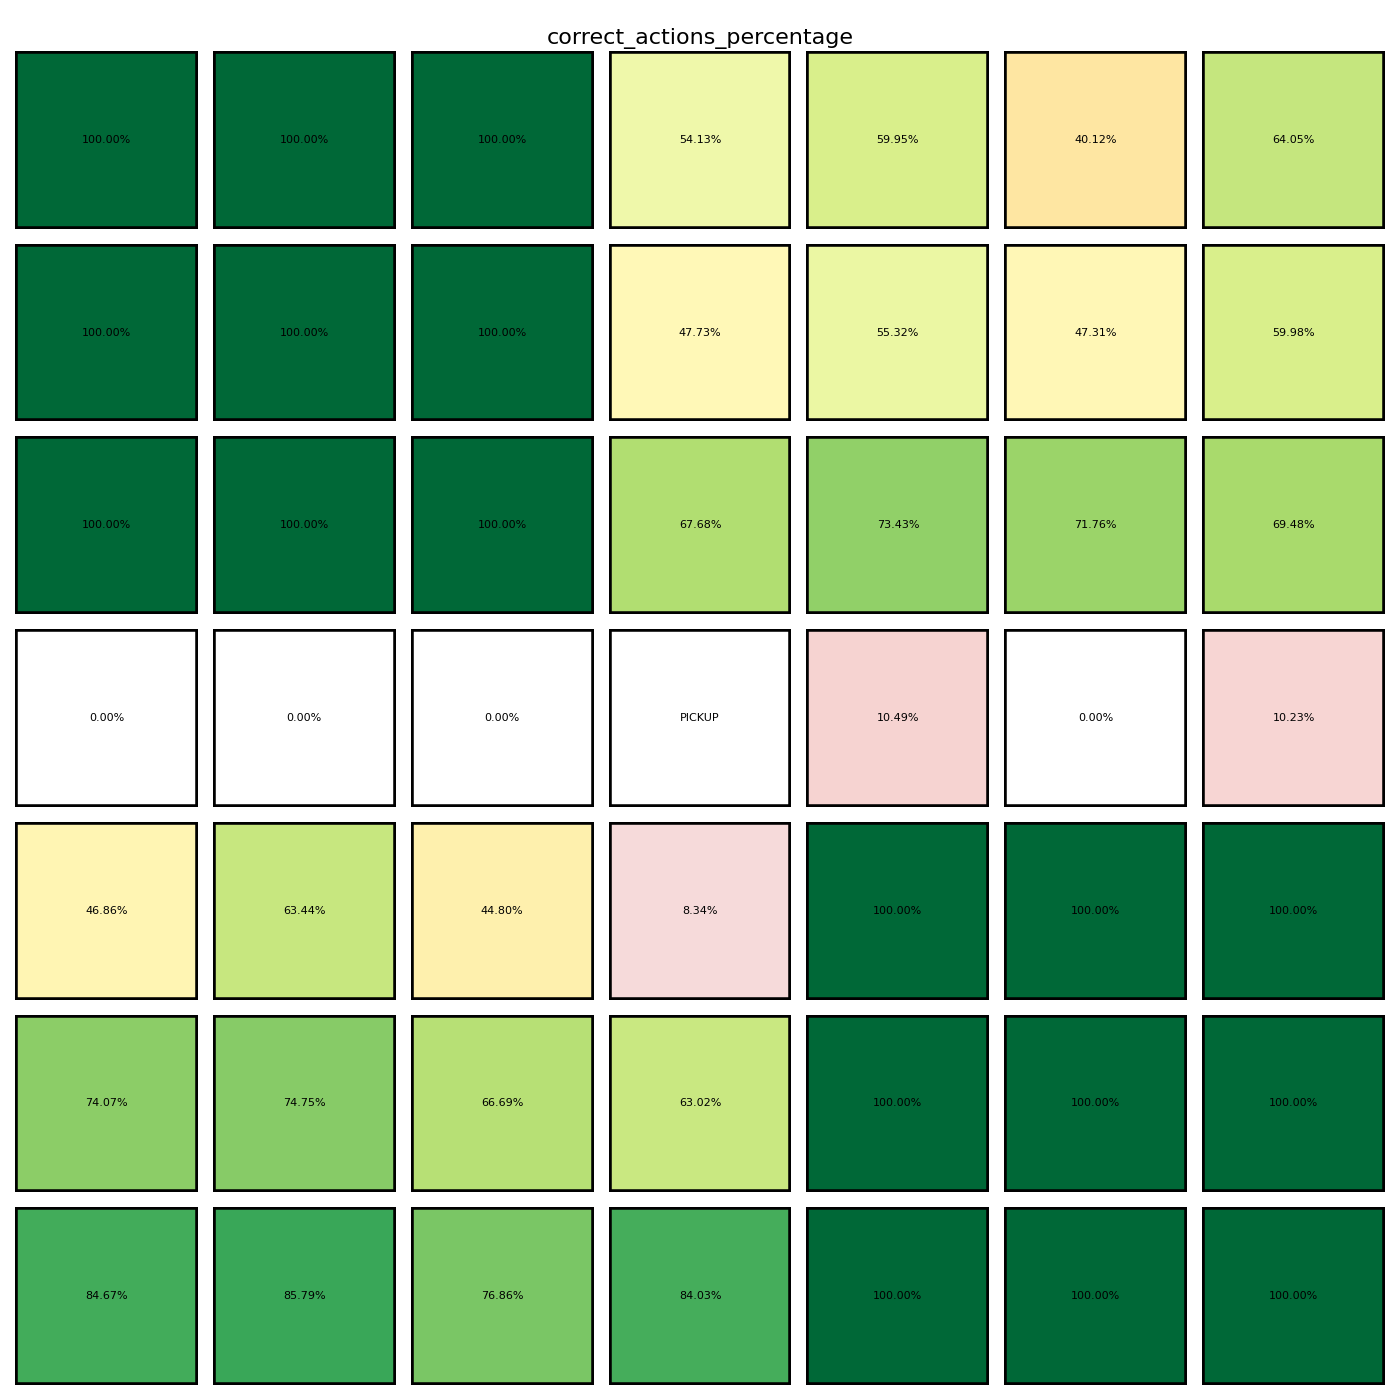 correct_actions_percentage
100.00% 100.00% 100.00% 54.13% 59.95% 40.12% 64.05%
100.00% 100.00% 100.00% 47.73% 55.32% 47.31% 59.98%
100.00% 100.00% 100.00% 67.68% 73.43% 71.76% 69.48%
0.00% 0.00% 0.00% PICKUP 10.49% 0.00% 10.23%
46.86% 63.44% 44.80% 8.34% 100.00% 100.00% 100.00%
74.07% 74.75% 66.69% 63.02% 100.00% 100.00% 100.00%
84.67% 85.79% 76.86% 84.03% 100.00% 100.00% 100.00%